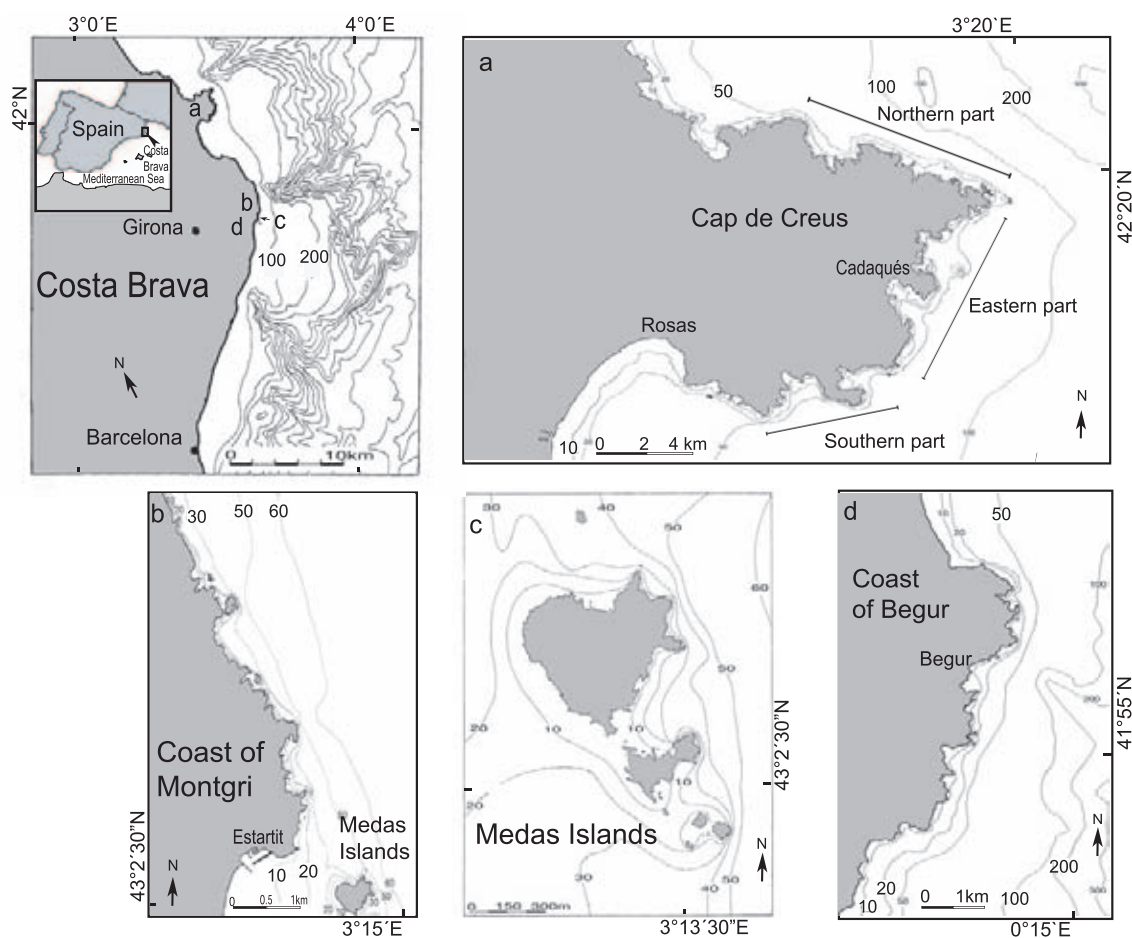 3°0´E
4°0´E
42°N
Spain
Costa
Brava
Mediterranean Sea
a
b
c
d
Girona
100
200
Costa Brava
N
Barcelona
0
10km
3°20`E
a
50
100
200
Northern part
42°20`N
Cap de Creus
Cadaqués
Eastern part
Rosas
N
10
0 2 4 km
Southern part
b
30
50
60
Coast of
Montgri
Medas
Islands
Estartit
43°2´30”N
N
10
20
0 0.5 1km
3°15´E
c
30
40
50
60
50
20
10
10
10
43°2´30”N
20
Medas Islands
N
30
40
50
0 150 300m
3°13´30”E
d
50
Coast
of Begur
Begur
200
41°55´N
N
200
20
10
0 1km
100
0°15`E